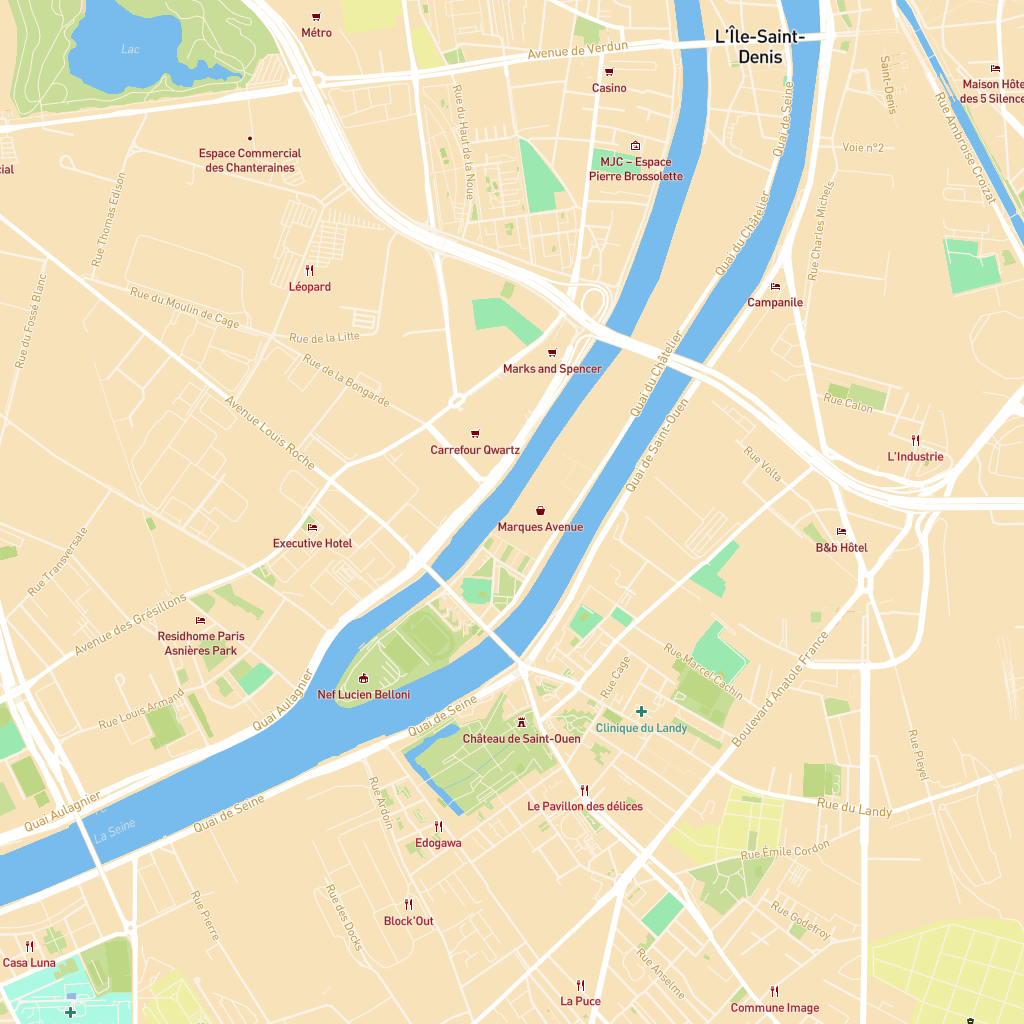 Métro
Lac
Avenue de Verdun
L'Île-Saint-
Denis
Casino
Saint-Denis
Maison Hôte
des 5 Silence
Rue Ambroise Croizat
Rue du Haut de la Noue
Quai de Seine
Espace Commercial
des Chanteraines
cial
MJC – Espace
Pierre Brossolette
Voie n°2
Rue Thomas Edison
Quai du Châtelier
Rue Charles Michels
Rue du Fossé Blanc
Léopard
Campanile
Rue du Moulin de Cage
Rue de la Litte
Marks and Spencer
Rue de la Bongarde
Quai du Châtelier
Rue Calon
Avenue Louis Roche
Quai de Saint-Ouen
Carrefour Qwartz
L'Industrie
Rue Volta
Marques Avenue
Executive Hotel
B&b Hôtel
Rue Transversale
Avenue des Grésillons
Residhome Paris
Asnières Park
Rue Marcel Cachin
Boulevard Anatole France
Rue Cage
Nef Lucien Belloni
Rue Louis Armand
Quai Aulagnier
Quai de Seine
Château de Saint-Ouen
Clinique du Landy
Rue Pleyel
Quai Aulagnier
La Seine
Quai de Seine
Rue Ardoin
Le Pavillon des délices
Rue du Landy
Edogawa
Rue Émile Cordon
Rue Pierre
Rue des Docks
Block'Out
Rue Godefroy
Casa Luna
Rue Anselme
La Puce
Commune Image